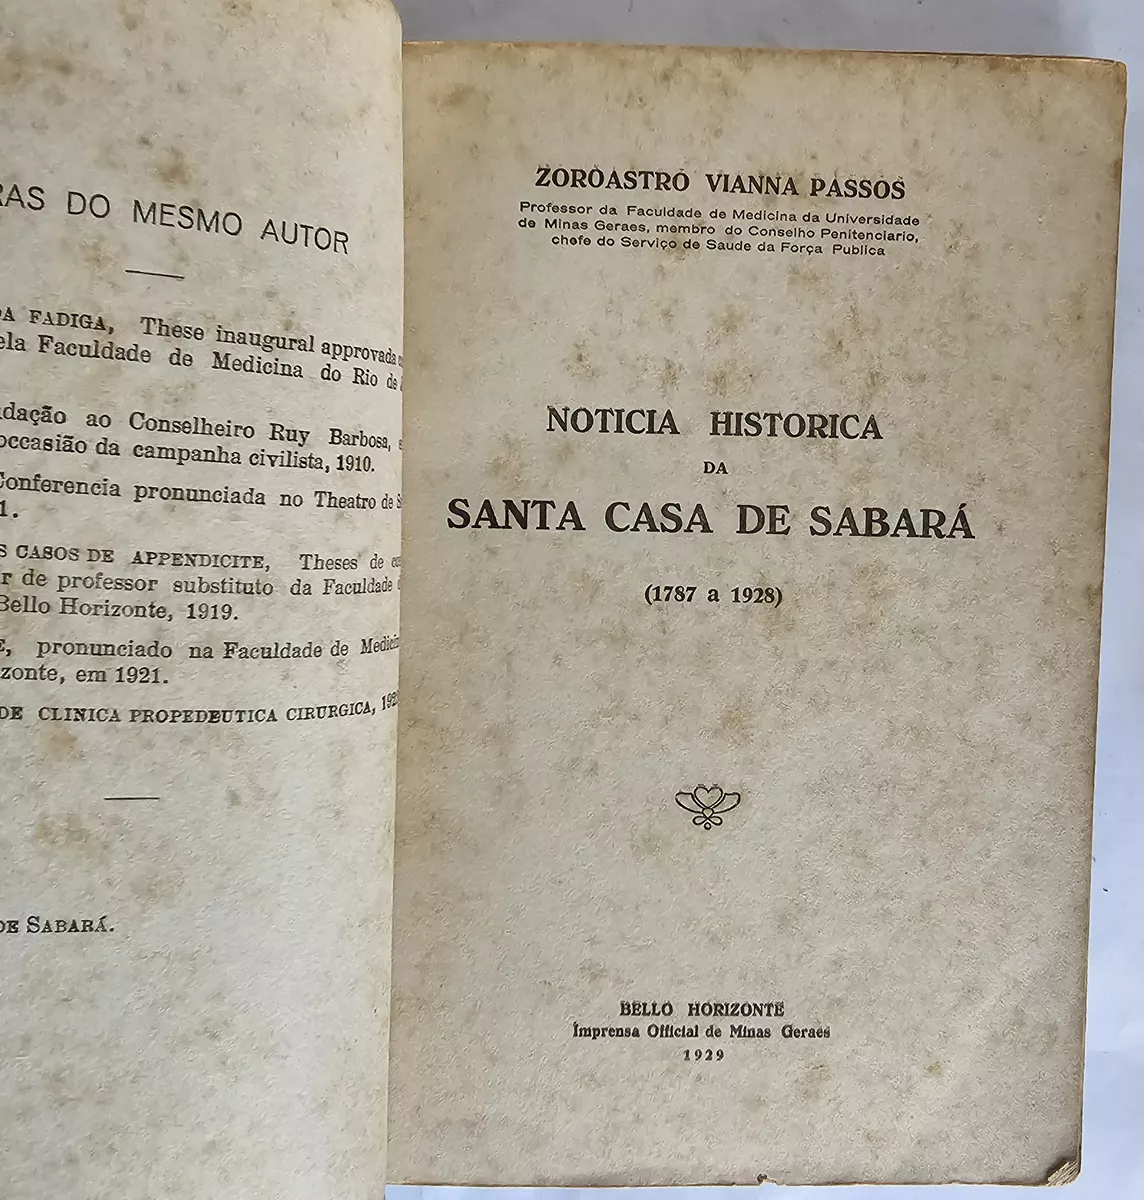 RAS DO MESMO AUTOR
DA FADIGA, These inaugural approvada
ela Faculdade de Medicina do Rio de
dação ao Conselheiro Ruy Barbosa,
occasião da campanha civilista, 1910.
Conferencia pronunciada no Theatro de
1.
S CASOS DE APPENDICITE, Theses de
r de professor substituto da Faculdade
Bello Horizonte, 1919.
E, pronunciado na Faculdade de Medicin
zonte, em 1921.
DE CLINICA PROPEDEUTICA CIRURGICA, 192
DE SABARÁ.
ZOROASTRO VIANNA PASSOS
Professor da Faculdade de Medicina da Universidade
de Minas Geraes, membro do Conselho Penitenciario,
chefe do Serviço de Saude da Força Publica
NOTICIA HISTORICA
DA
SANTA CASA DE SABARÁ
(1787 a 1928)
BELLO HORIZONTE
Imprensa Official de Minas Geraes
1929